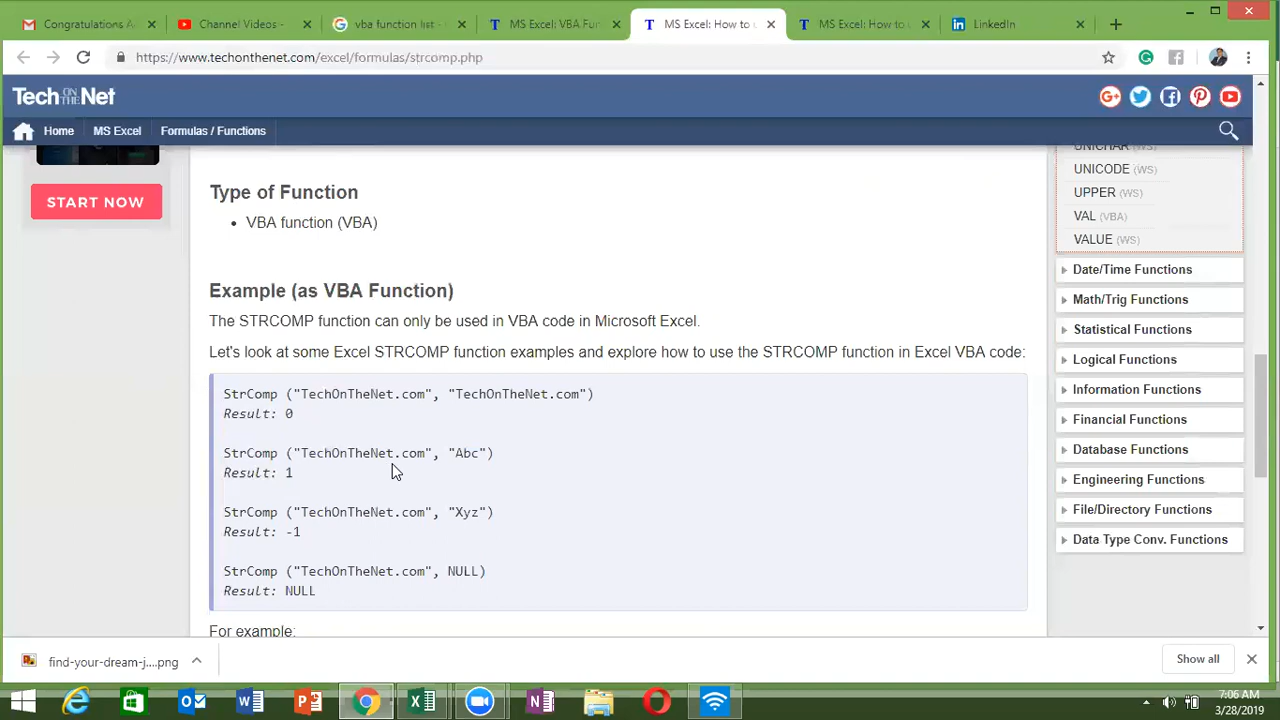 Congratulations A
Channel Videos -
vba function list -
MS Excel: VBA Fun
MS Excel: How to u
MS Excel: How to u
LinkedIn
https://www.techonthenet.com/excel/formulas/strcomp.php
Tech ON THE Net
Home
MS Excel
Formulas / Functions
START NOW
Type of Function
• VBA function (VBA)
Example (as VBA Function)
The STRCOMP function can only be used in VBA code in Microsoft Excel.
Let's look at some Excel STRCOMP function examples and explore how to use the STRCOMP function in Excel VBA code:
StrComp ("TechOnTheNet.com", "TechOnTheNet.com")
Result: 0
StrComp ("TechOnTheNet.com", "Abc")
Result: 1
StrComp ("TechOnTheNet.com", "Xyz")
Result: -1
StrComp ("TechOnTheNet.com", NULL)
Result: NULL
For example:
UNICHAR (WS)
UNICODE (WS)
UPPER (WS)
VAL (VBA)
VALUE (WS)
Date/Time Functions
Math/Trig Functions
Statistical Functions
Logical Functions
Information Functions
Financial Functions
Database Functions
Engineering Functions
File/Directory Functions
Data Type Conv. Functions
find-your-dream-j....png
Show all
7:06 AM
3/28/2019